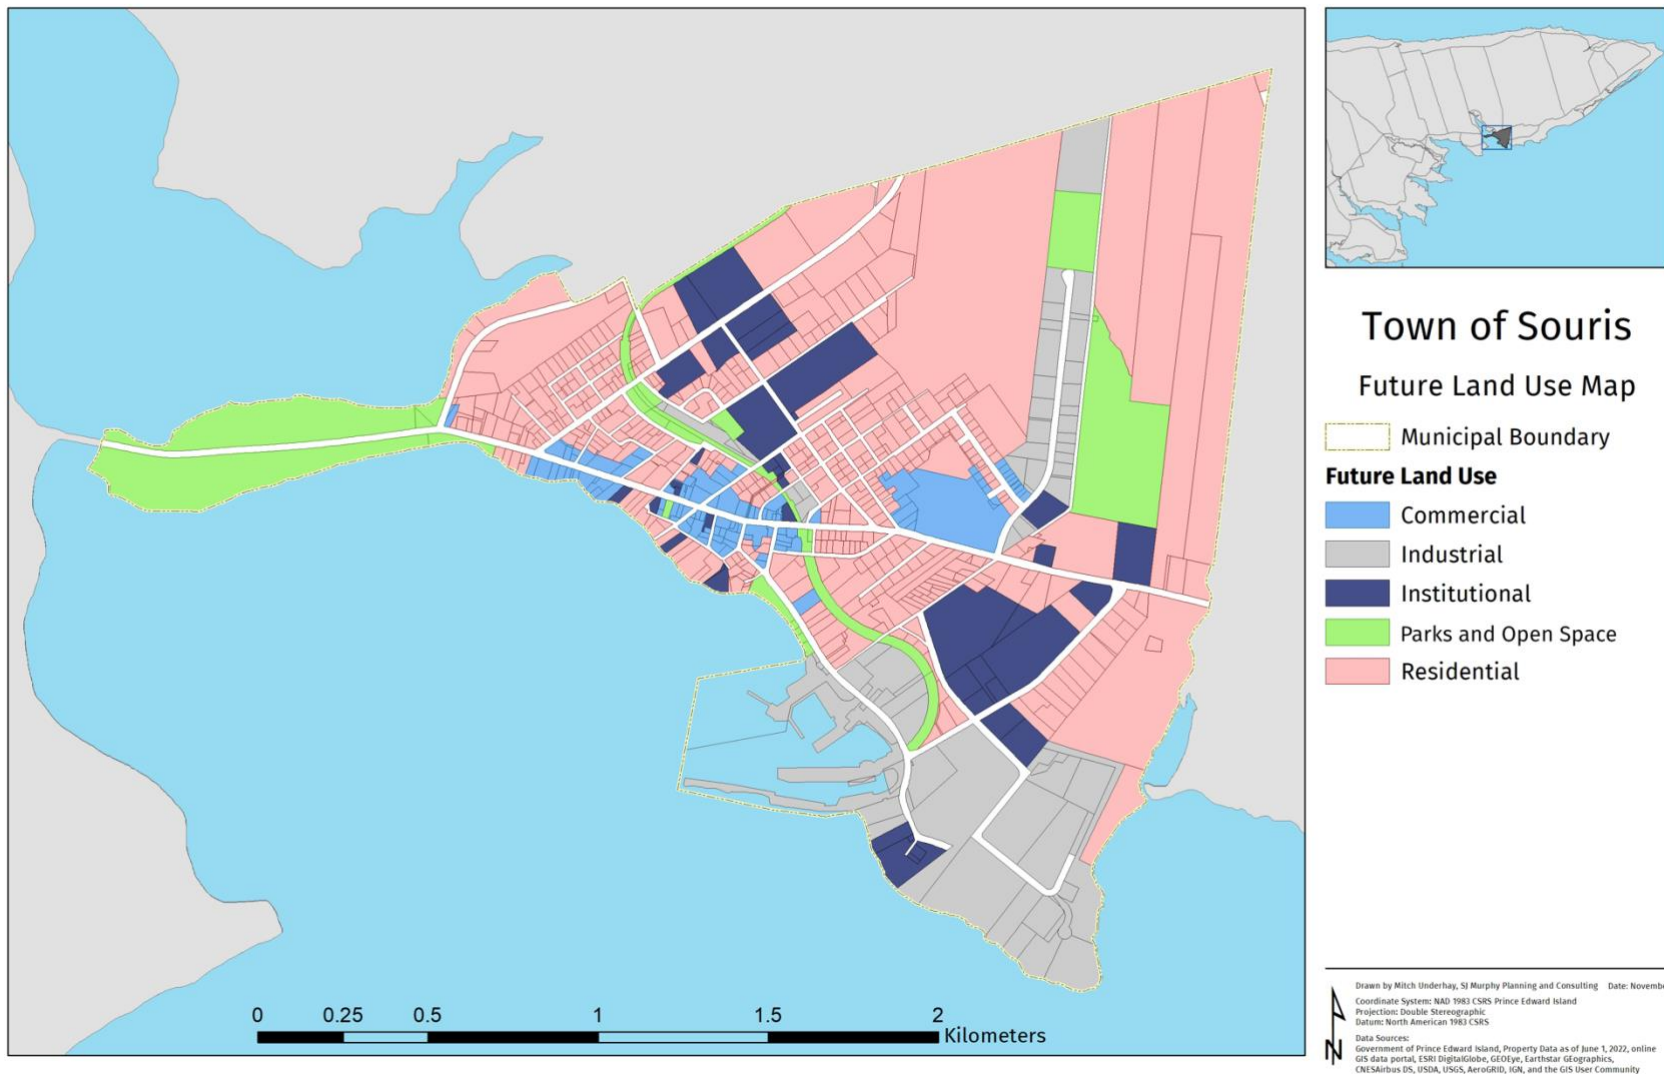 Town of Souris
Future Land Use Map
Municipal Boundary
Future Land Use
Commercial
Industrial
Institutional
Parks and Open Space
Residential
0 0.25 0.5 1 1.5 2
Kilometers
Drawn by Mitch Underhay, SJ Murphy Planning and Consulting Date:
Coordinate System: NAD 1983 CSRS Prince Edward Island
Projection: Double Stereographic
Datum: North American 1983 CSRS
Data Sources:
Government of Prince Edward Island, Property Data as of June 1, 2022, online
GIS data portal, ESRI DigitalGlobe, GEOEye, Earthstar GEographics,
CNESAirbus DS, USDA, USGS, AeroGRID, IGN, and the GIS User Community
N